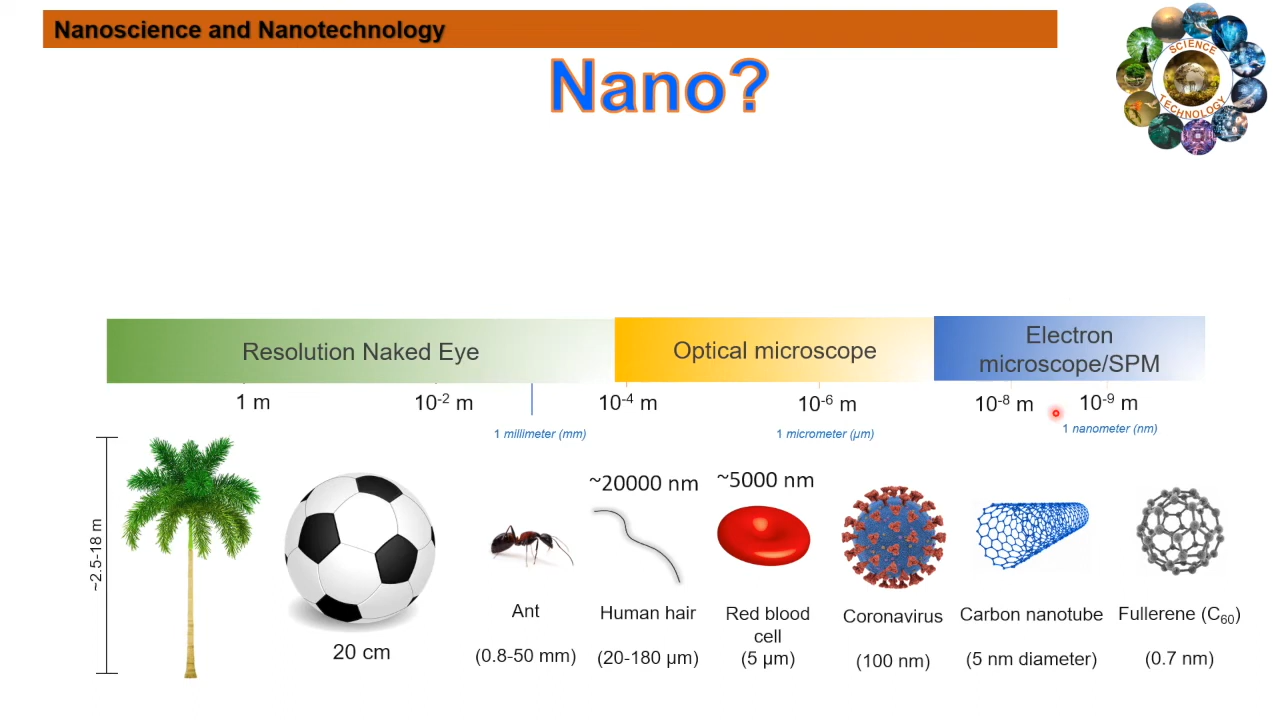 Nanoscience and Nanotechnology
SCIENCE
TECHNOLOGY
Nano?
Resolution Naked Eye
Optical microscope
Electron
microscope/SPM
1 m
10-2 m
10-4 m
10-6 m
10-8 m
10-9 m
1 millimeter (mm)
1 micrometer (µm)
1 nanometer (nm)
~2.5-18 m
~20000 nm
~5000 nm
20 cm
Ant
(0.8-50 mm)
Human hair
(20-180 µm)
Red blood
cell
(5 µm)
Coronavirus
(100 nm)
Carbon nanotube
(5 nm diameter)
Fullerene (C60)
(0.7 nm)